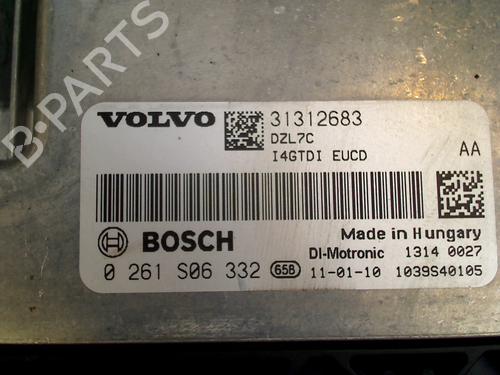 B-PARTS
VOLVO 31312683
DZL7C
I4GTDI EUCD AA
BOSCH Made in Hungary
DI-Motronic 1314 0027
0 261 S06 332 65B 11-01-10 1039S40105